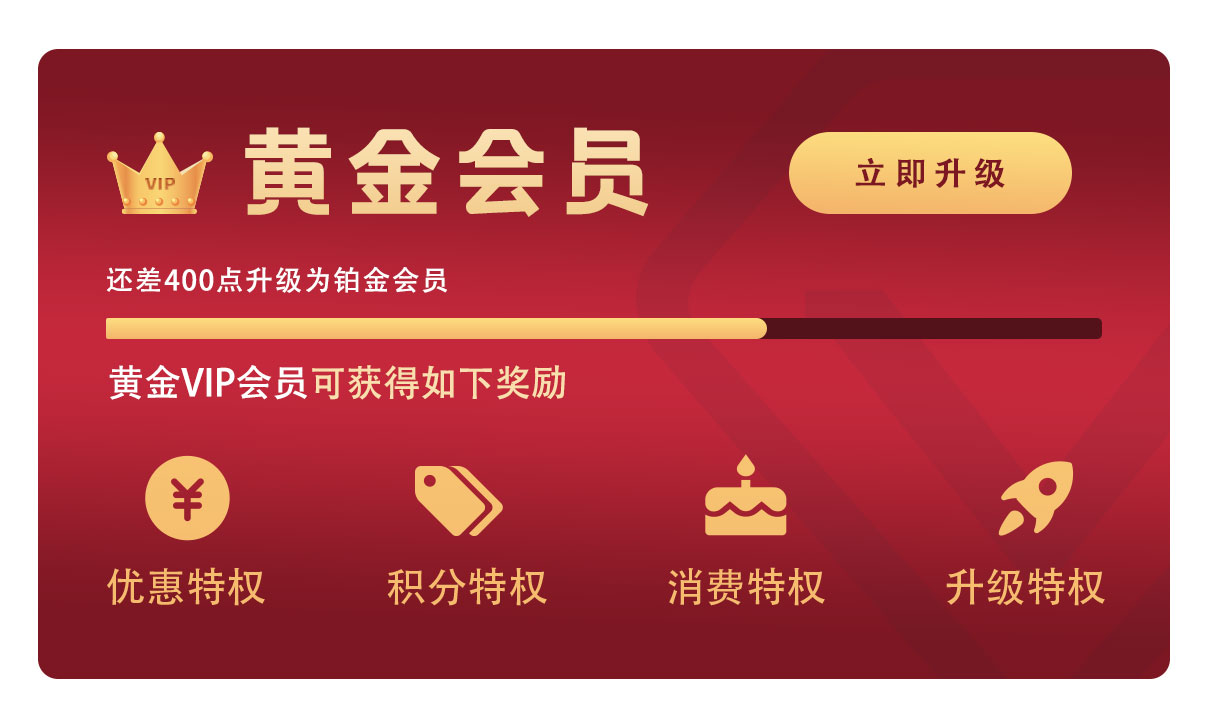 VIP
黄金会员
立即升级
还差400点升级为铂金会员
黄金VIP会员可获得如下奖励
¥
优惠特权
积分特权
消费特权
升级特权